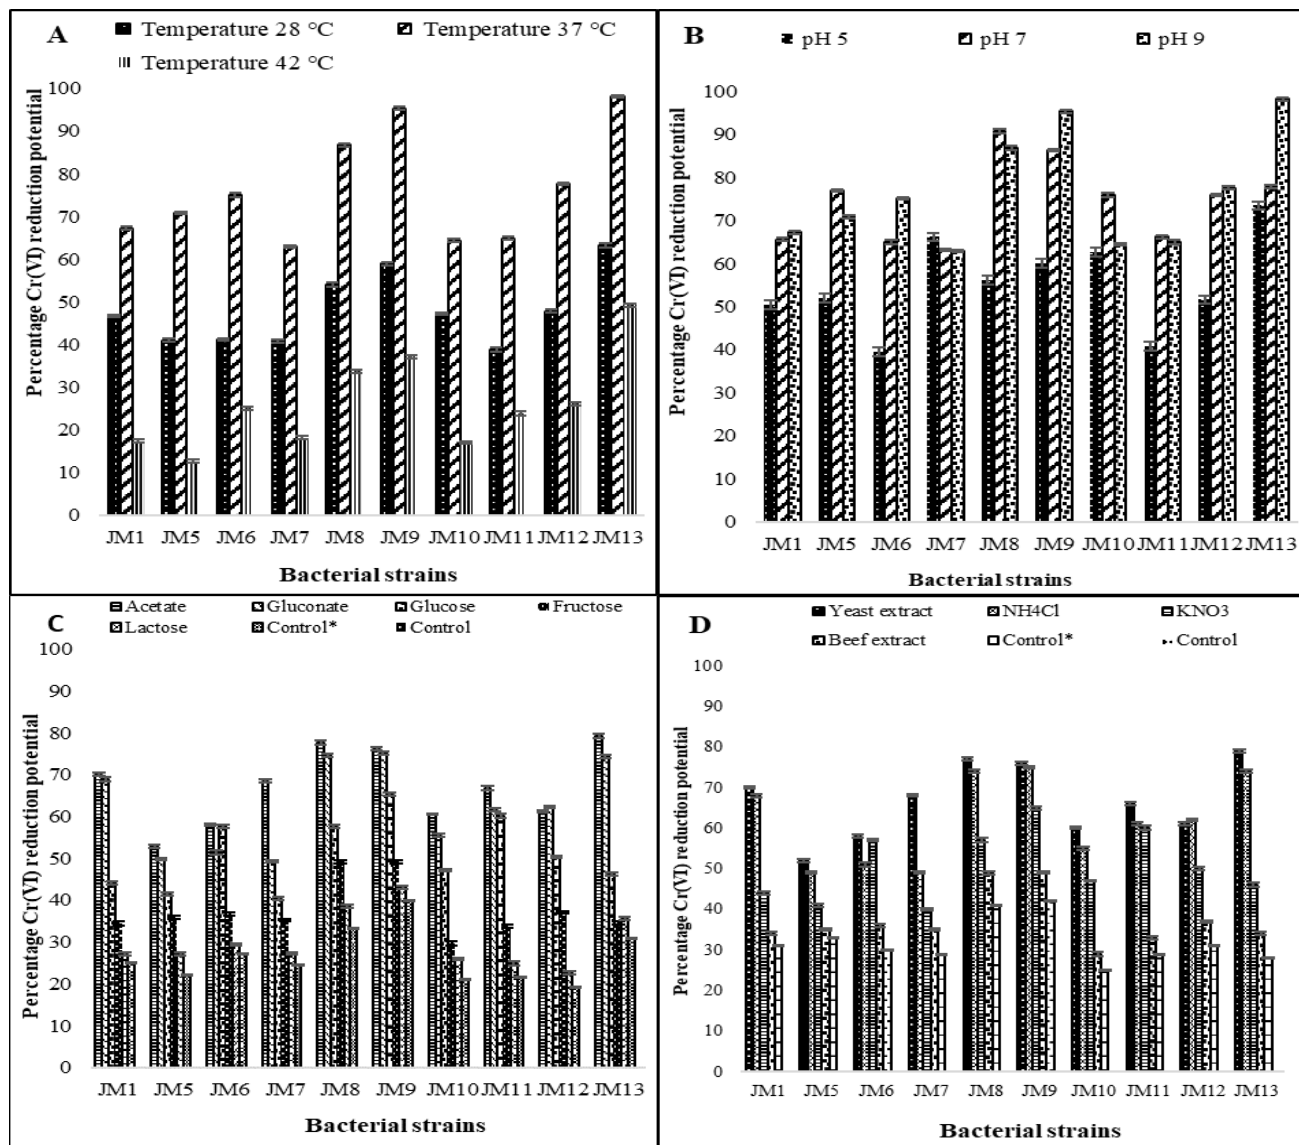 A
Temperature 28 °C
Temperature 37 °C
Temperature 42 °C
Percentage Cr(VI) reduction potential
100
90
80
70
60
50
40
30
20
10
0
JM1 JM5 JM6 JM7 JM8 JM9 JM10 JM11 JM12 JM13
Bacterial strains
B
pH 5 pH 7 pH 9
Percentage Cr(VI) reduction potential
100
90
80
70
60
50
40
30
20
10
0
JM1 JM5 JM6 JM7 JM8 JM9 JM10 JM11 JM12 JM13
Bacterial strains
C
Acetate Gluconate Glucose Fructose
Lactose Control* Control
Percentage Cr(VI) reduction potential
100
90
80
70
60
50
40
30
20
10
0
JM1 JM5 JM6 JM7 JM8 JM9 JM10 JM11 JM12 JM13
Bacterial strains
D
Yeast extract NH4Cl KNO3
Beef extract Control* Control
Percentage Cr(VI) reduction potential
100
90
80
70
60
50
40
30
20
10
0
JM1 JM5 JM6 JM7 JM8 JM9 JM10 JM11 JM12 JM13
Bacterial strains